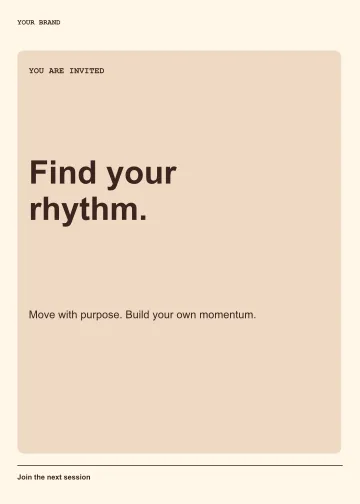 YOUR BRAND
YOU ARE INVITED
Find your
rhythm.
Move with purpose. Build your own momentum.
Join the next session